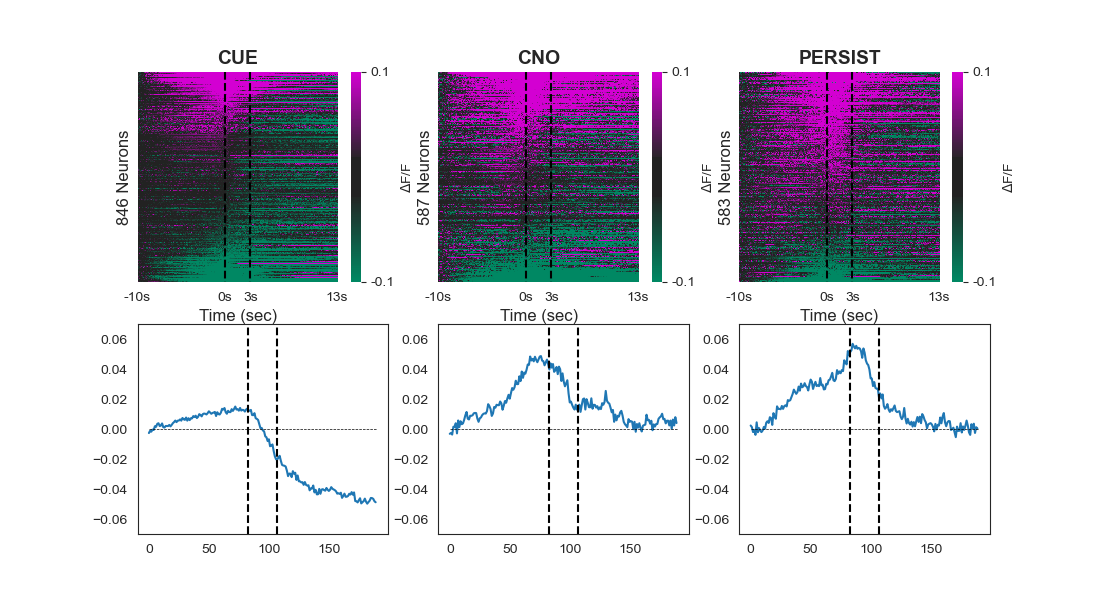 CUE
CNO
PERSIST
846 Neurons
0.1
-0.1
587 Neurons
ΔF/F
0.1
-0.1
583 Neurons
ΔF/F
0.1
-0.1
-10s 0s 3s 13s
-10s 0s 3s 13s
-10s 0s 3s 13s
Time (sec)
Time (sec)
Time (sec)
0.06
0.04
0.02
0.00
−0.02
−0.04
−0.06
0 50 100 150
0.06
0.04
0.02
0.00
−0.02
−0.04
−0.06
0 50 100 150
0.06
0.04
0.02
0.00
−0.02
−0.04
−0.06
0 50 100 150